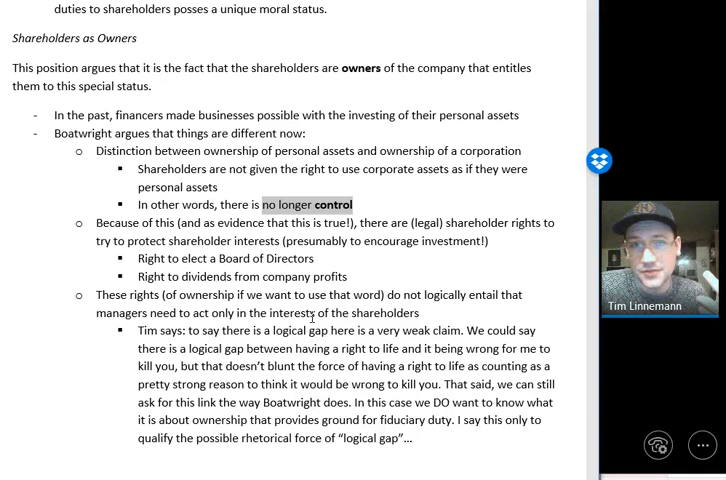 duties to shareholders posses a unique moral status.
Shareholders as Owners
This position argues that it is the fact that the shareholders are owners of the company that entitles
them to this special status.
- In the past, financers made businesses possible with the investing of their personal assets
- Boatwright argues that things are different now:
o Distinction between ownership of personal assets and ownership of a corporation
▪ Shareholders are not given the right to use corporate assets as if they were
personal assets
▪ In other words, there is no longer control
o Because of this (and as evidence that this is true!), there are (legal) shareholder rights to
try to protect shareholder interests (presumably to encourage investment!)
▪ Right to elect a Board of Directors
▪ Right to dividends from company profits
o These rights (of ownership if we want to use that word) do not logically entail that
managers need to act only in the interests of the shareholders
▪ Tim says: to say there is a logical gap here is a very weak claim. We could say
there is a logical gap between having a right to life and it being wrong for me to
kill you, but that doesn’t blunt the force of having a right to life as counting as a
pretty strong reason to think it would be wrong to kill you. That said, we can still
ask for this link the way Boatwright does. In this case we DO want to know what
it is about ownership that provides ground for fiduciary duty. I say this only to
qualify the possible rhetorical force of “logical gap”…
Tim Linnemann